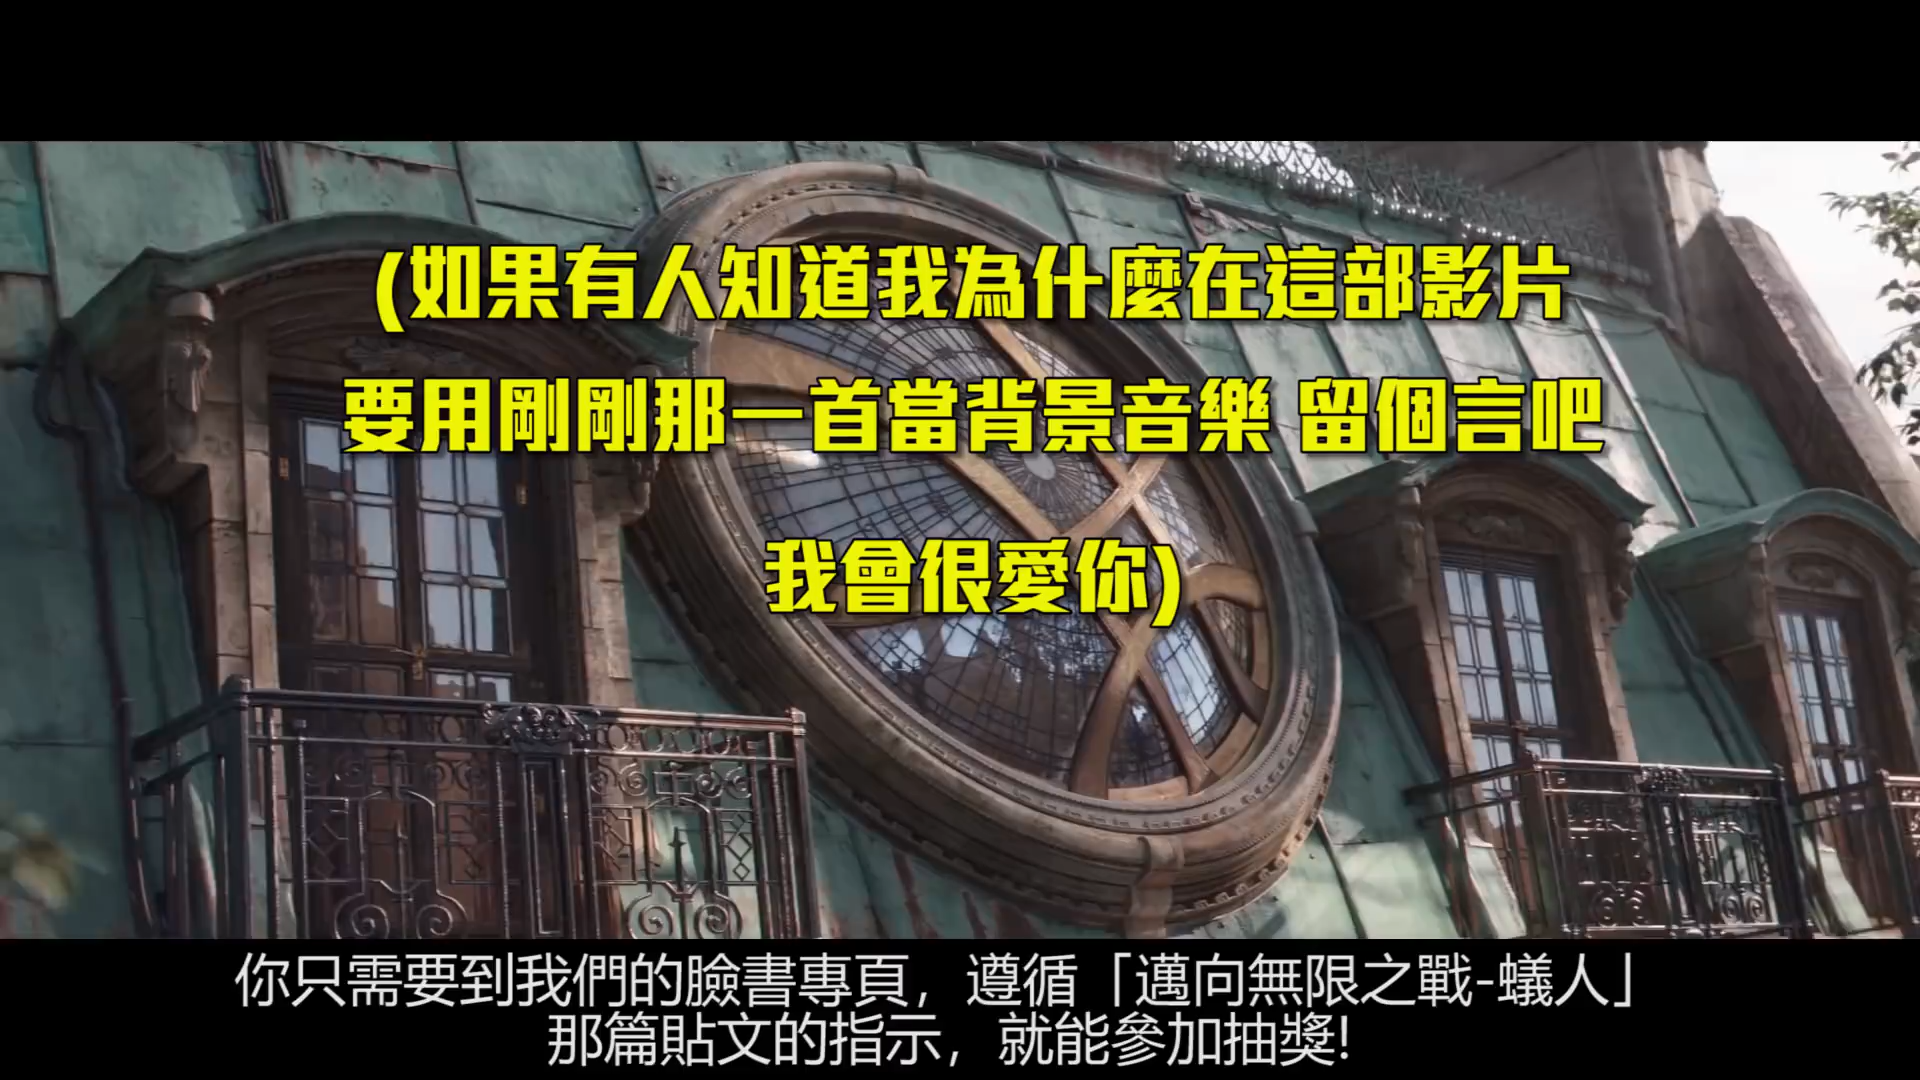 (如果有人知道我為什麼在這部影片
要用剛剛那一首當背景音樂 留個言吧
我會很愛你)
你只需要到我們的臉書專頁，遵循「邁向無限之戰-蟻人」
那篇貼文的指示，就能參加抽獎!